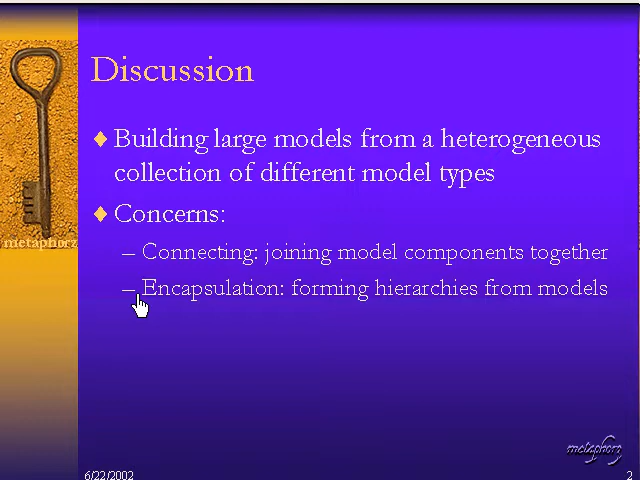 Discussion
♦ Building large models from a heterogeneous
collection of different model types
♦ Concerns:
– Connecting: joining model components together
– Encapsulation: forming hierarchies from models
metaphorz
metaphorz
6/22/2002
2